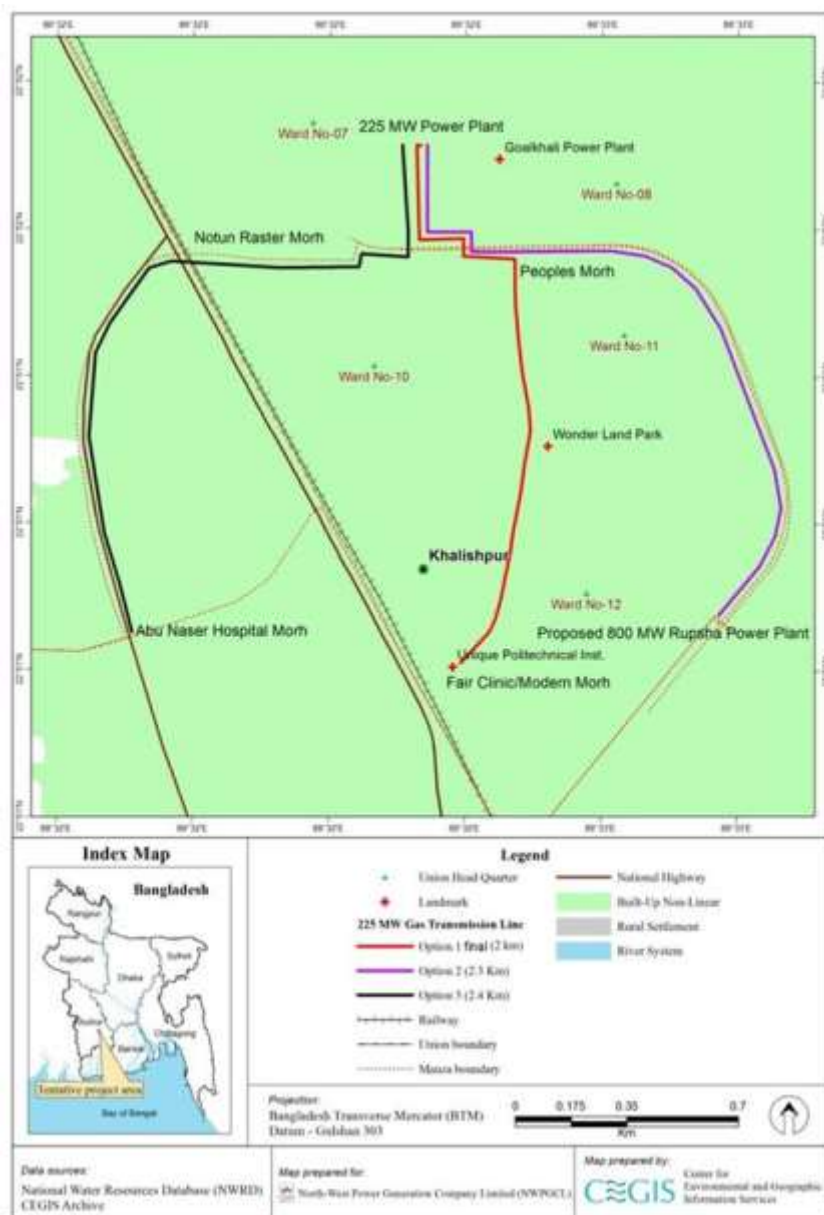 Ward No-07
225 MW Power Plant
Goalkhali Power Plant
Ward No-08
Notun Raster Morh
Peoples Morh
Ward No-11
Ward No-10
Wonder Land Park
Khalishpur
Ward No-12
Abu Naser Hospital Morh
Proposed 800 MW Rupsha Power Plant
Unique Politechnical Inst.
Fair Clinic/Modern Morh
Index Map
Bangladesh
Rangpur
Rajshahi
Dhaka
Sylhet
Khulna
Barisal
Chittagong
Tentative project area
Bay of Bengal
Legend
Union Head Quarter
Landmark
225 MW Gas Transmission Line
Option 1 final (2 km)
Option 2 (2.3 Km)
Option 3 (2.4 Km)
Railway
Union boundary
Mauza boundary
National Highway
Built-Up Non-Linear
Rural Settlement
River System
Projection:
Bangladesh Transverse Mercator (BTM)
Datum - Gulshan 303
0 0.175 0.35 0.7
Km
Data sources:
National Water Resources Database (NWRD)
CEGIS Archive
Map prepared for:
North-West Power Generation Company Limited (NWPGCL)
Map prepared by:
CEGIS
Center for
Environmental and Geographic
Information Services